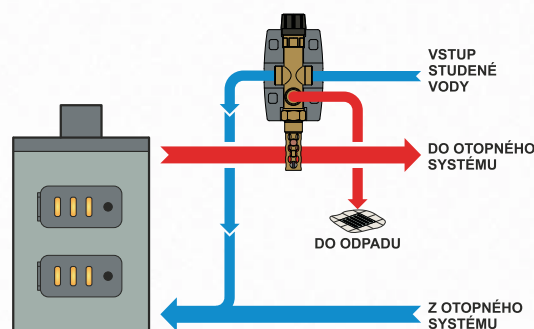 VSTUP
STUDENÉ
VODY
DO OTOPNÉHO
SYSTÉMU
DO ODPADU
Z OTOPNÉHO
SYSTÉMU